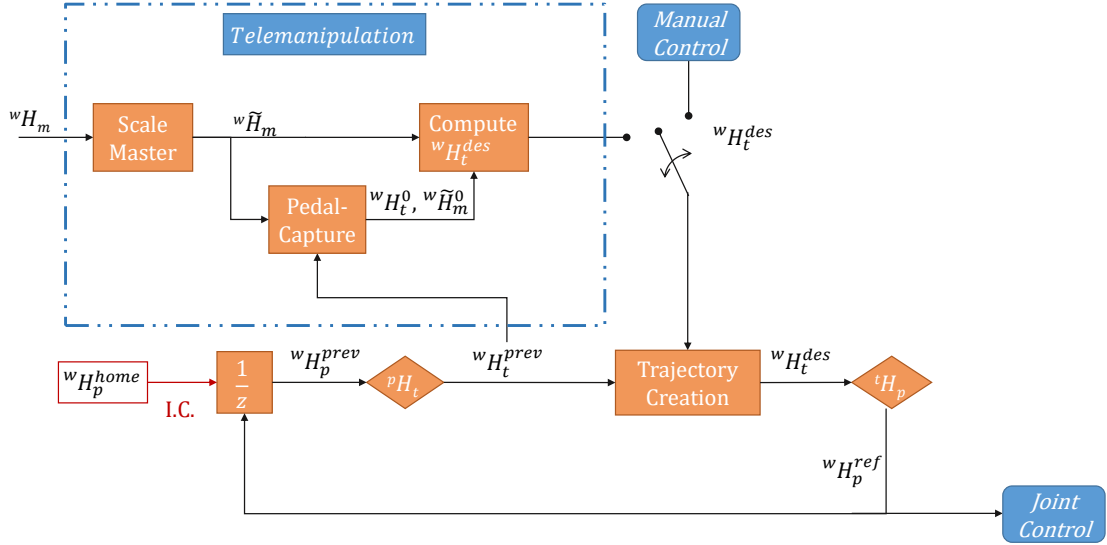 Telemanipulation
Manual
Control
ʷHₘ
Scale
Master
ʷH̃ₘ
Compute
ʷHₜᵈᵉˢ
ʷHₜᵈᵉˢ
Pedal-
Capture
ʷHₜ⁰, ʷH̃ₘ⁰
ʷHₚʰᵒᵐᵉ
I.C.
1
z
ʷHₚᵖʳᵉᵛ
ᵖHₜ
ʷHₜᵖʳᵉᵛ
Trajectory
Creation
ʷHₜᵈᵉˢ
ᵗHₚ
ʷHₚʳᵉᶠ
Joint
Control